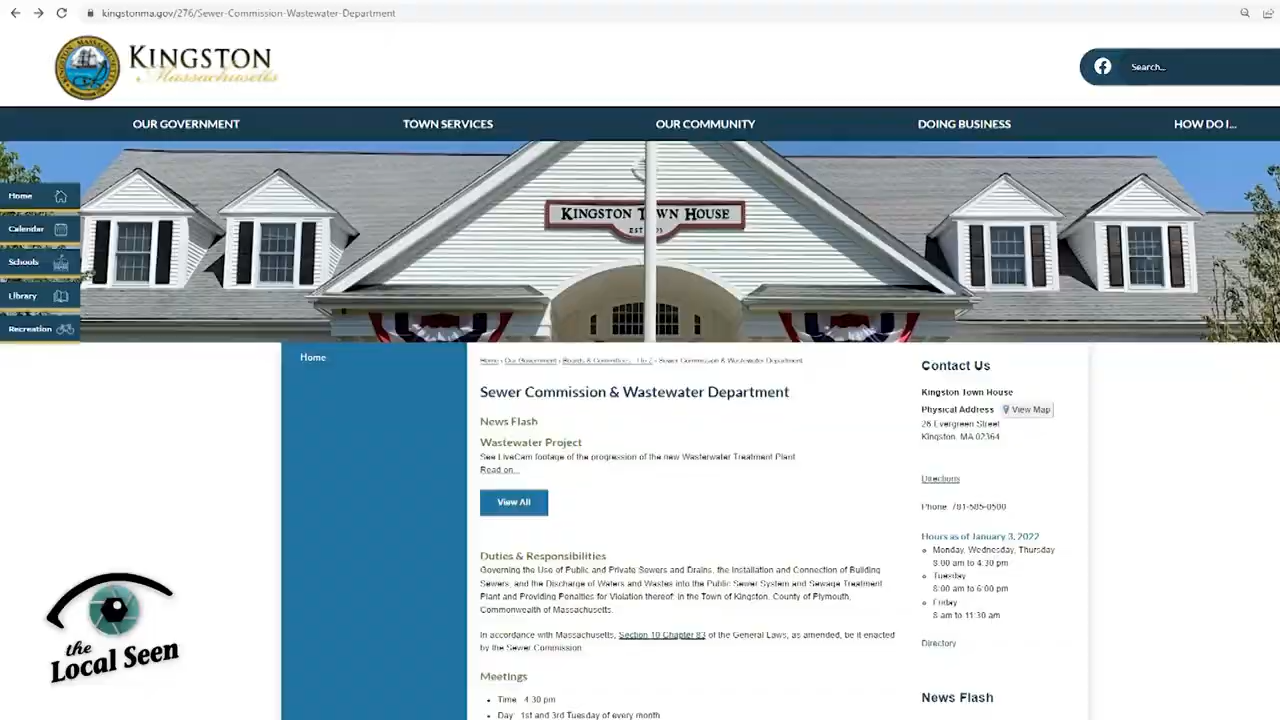 kingstonma.gov/276/Sewer-Commission-Wastewater-Department
KINGSTON
Massachusetts
Search...
OUR GOVERNMENT
TOWN SERVICES
OUR COMMUNITY
DOING BUSINESS
HOW DO I...
Home
Calendar
Schools
Library
Recreation
KINGSTON TOWN HOUSE
Home
Home › Our Government › Boards & Committees
› Sewer Commission & Wastewater Department
Sewer Commission & Wastewater Department
News Flash
Wastewater Project
See LiveCam footage of the progression of the new Wasterwater Treatment Plant
Read on...
View All
Duties & Responsibilities
Governing the Use of Public and Private Sewers and Drains, the Installation and Connection of Building
Sewers, and the Discharge of Waters and Wastes into the Public Sewer System and Sewage Treatment
Plant and Providing Penalties for Violation thereof: in the Town of Kingston, County of Plymouth,
Commonwealth of Massachusetts.
In accordance with Massachusetts, Section 10 Chapter 83 of the General Laws, as amended, be it enacted
by the Sewer Commission
Meetings
Time 4:30 pm
Day 1st and 3rd Tuesday of every month
Contact Us
Kingston Town House
Physical Address View Map
26 Evergreen Street
Kingston, MA 02364
Directions
Phone: 781-585-0500
Hours as of January 3, 2022
Monday, Wednesday, Thursday
8:00 am to 4:30 pm
Tuesday
8:00 am to 6:00 pm
Friday
8 am to 11:30 am
Directory
News Flash
the
Local Seen